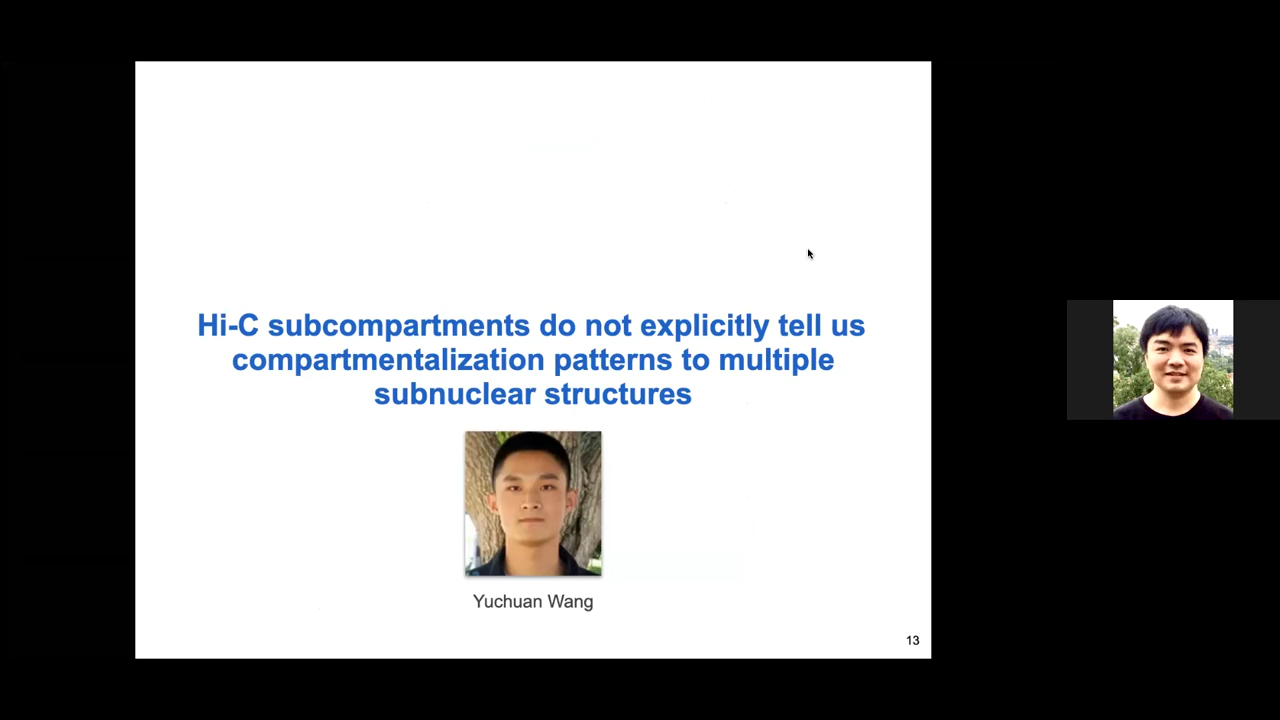 Hi-C subcompartments do not explicitly tell us
compartmentalization patterns to multiple
subnuclear structures
Yuchuan Wang
13